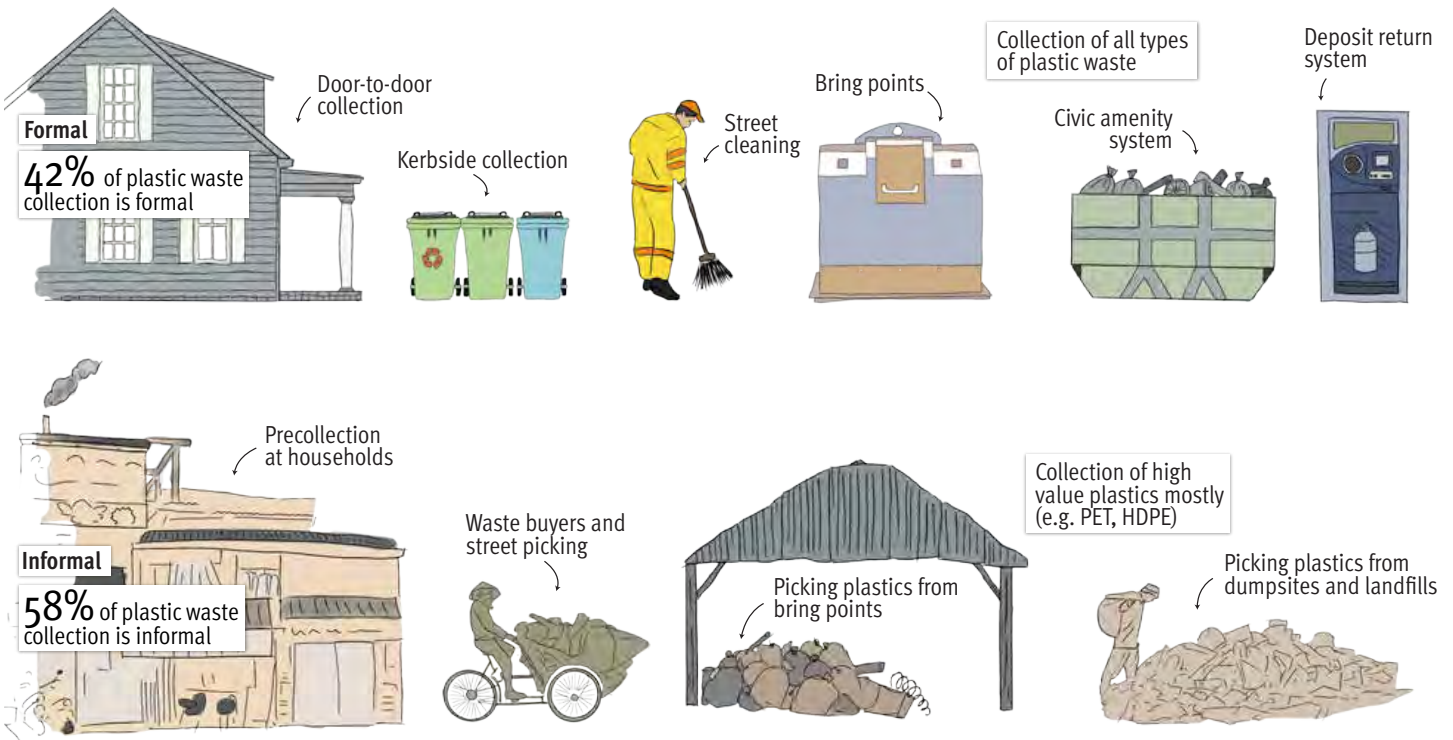 Formal
42% of plastic waste
collection is formal
Door-to-door
collection
Kerbside collection
Street
cleaning
Bring points
Collection of all types
of plastic waste
Civic amenity
system
Deposit return
system
Informal
58% of plastic waste
collection is informal
Precollection
at households
Waste buyers and
street picking
Picking plastics from
bring points
Collection of high
value plastics mostly
(e.g. PET, HDPE)
Picking plastics from
dumpsites and landfills